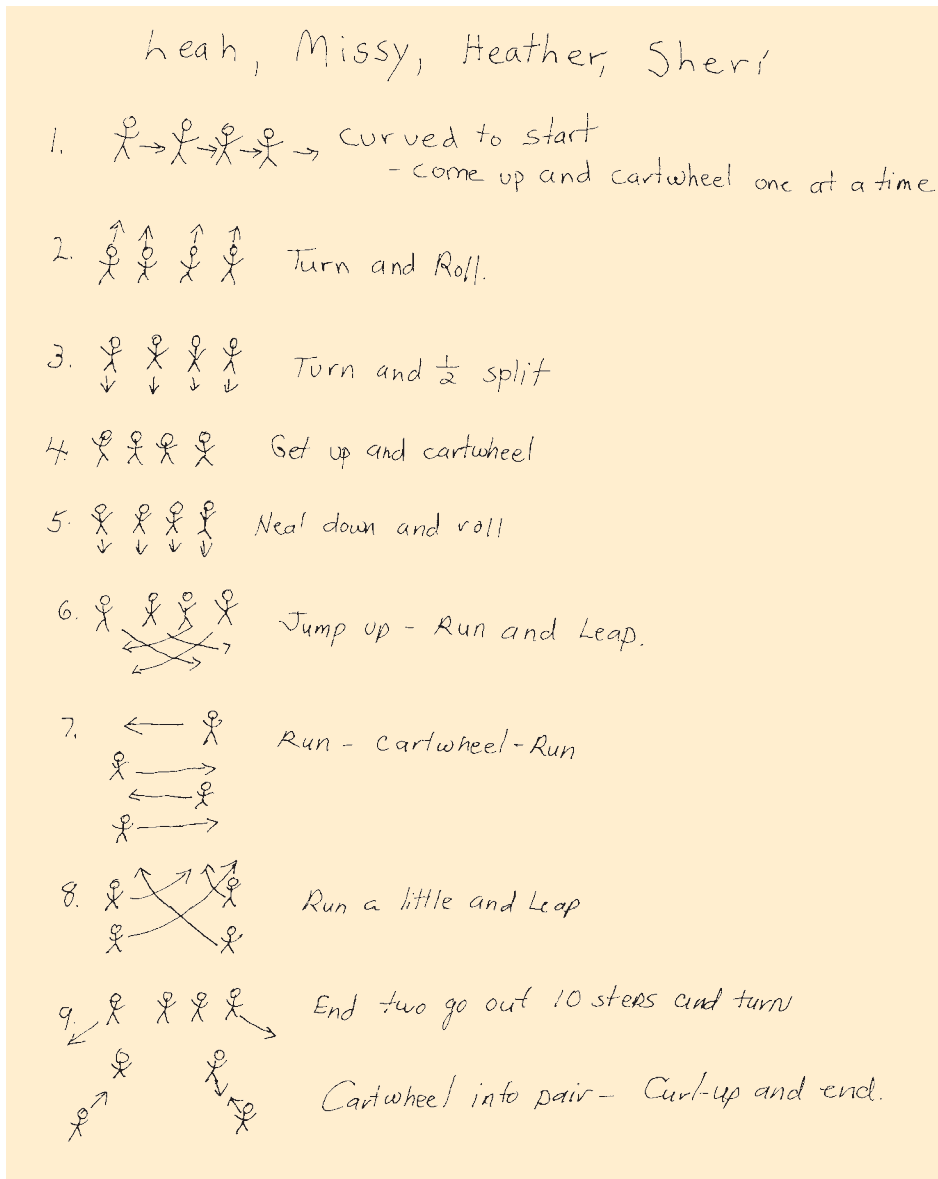 Leah, Missy, Heather, Sheri
1. curved to start
- come up and cartwheel one at a time
2. Turn and Roll.
3. Turn and 1/2 split
4. Get up and cartwheel
5. Neal down and roll
6. Jump up - Run and Leap.
7. Run - Cartwheel - Run
8. Run a little and Leap
9. End two go out 10 steps and turn
Cartwheel into pair - Curl-up and end.